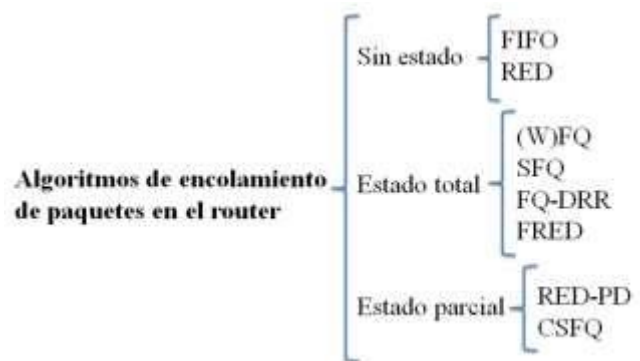 Algoritmos de encolamiento
de paquetes en el router
Sin estado
FIFO
RED
Estado total
(W)FQ
SFQ
FQ-DRR
FRED
Estado parcial
RED-PD
CSFQ